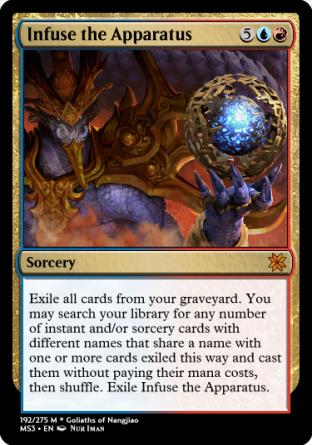 Infuse the Apparatus 5
Sorcery
Exile all cards from your graveyard. You
may search your library for any number
of instant and/or sorcery cards with
different names that share a name with
one or more cards exiled this way and cast
them without paying their mana costs,
then shuffle. Exile Infuse the Apparatus.
192/275 M * Goliaths of Nangjiao
MS3 • EN Nur Iman